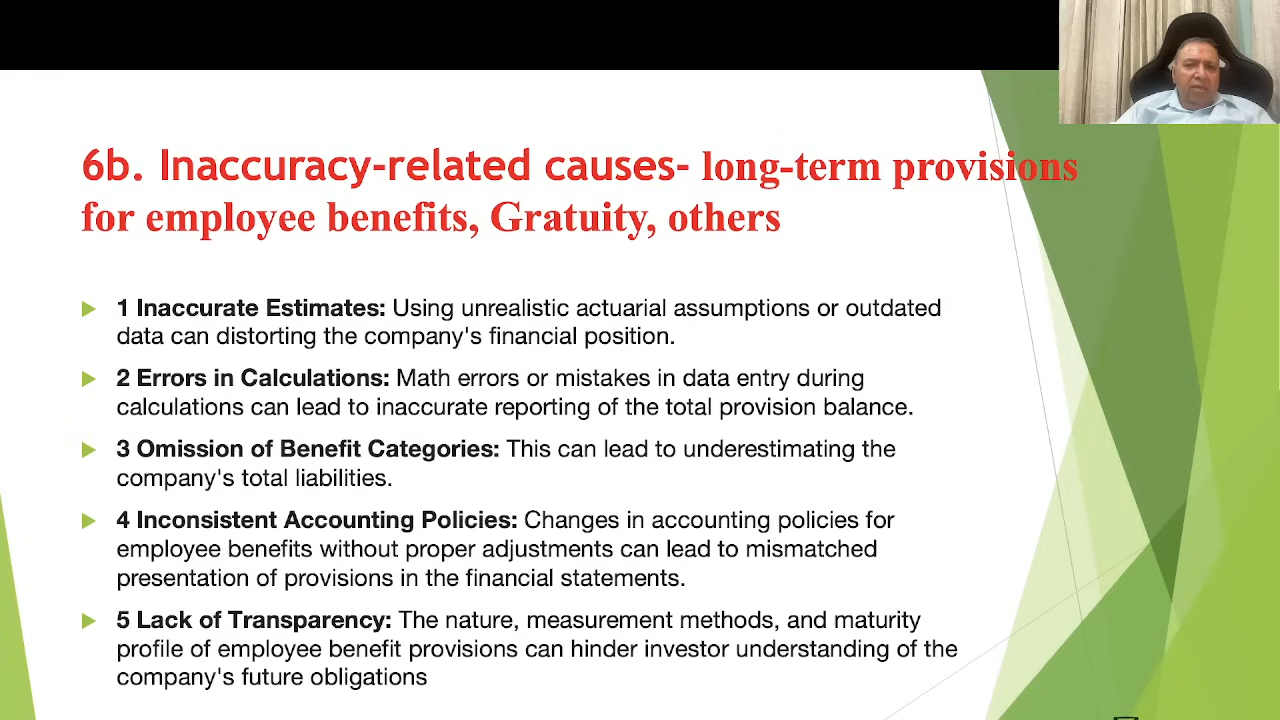 6b. Inaccuracy-related causes- long-term provisions
for employee benefits, Gratuity, others
1 Inaccurate Estimates: Using unrealistic actuarial assumptions or outdated
data can distorting the company's financial position.
2 Errors in Calculations: Math errors or mistakes in data entry during
calculations can lead to inaccurate reporting of the total provision balance.
3 Omission of Benefit Categories: This can lead to underestimating the
company's total liabilities.
4 Inconsistent Accounting Policies: Changes in accounting policies for
employee benefits without proper adjustments can lead to mismatched
presentation of provisions in the financial statements.
5 Lack of Transparency: The nature, measurement methods, and maturity
profile of employee benefit provisions can hinder investor understanding of the
company's future obligations